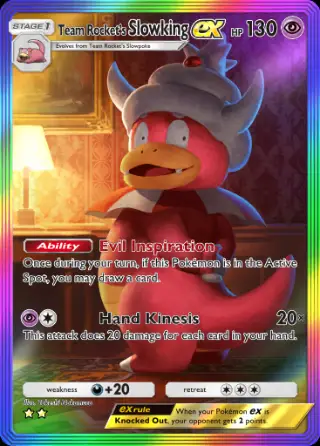 STAGE 1
Team Rocket's Slowking ex HP 130
Evolves from Team Rocket's Slowpoke
Ability Evil Inspiration
Once during your turn, if this Pokémon is in the Active
Spot, you may draw a card.
Hand Kinesis 20×
This attack does 20 damage for each card in your hand.
weakness +20 retreat
Illus.
ex rule
When your Pokémon ex is
Knocked Out, your opponent gets 2 points.